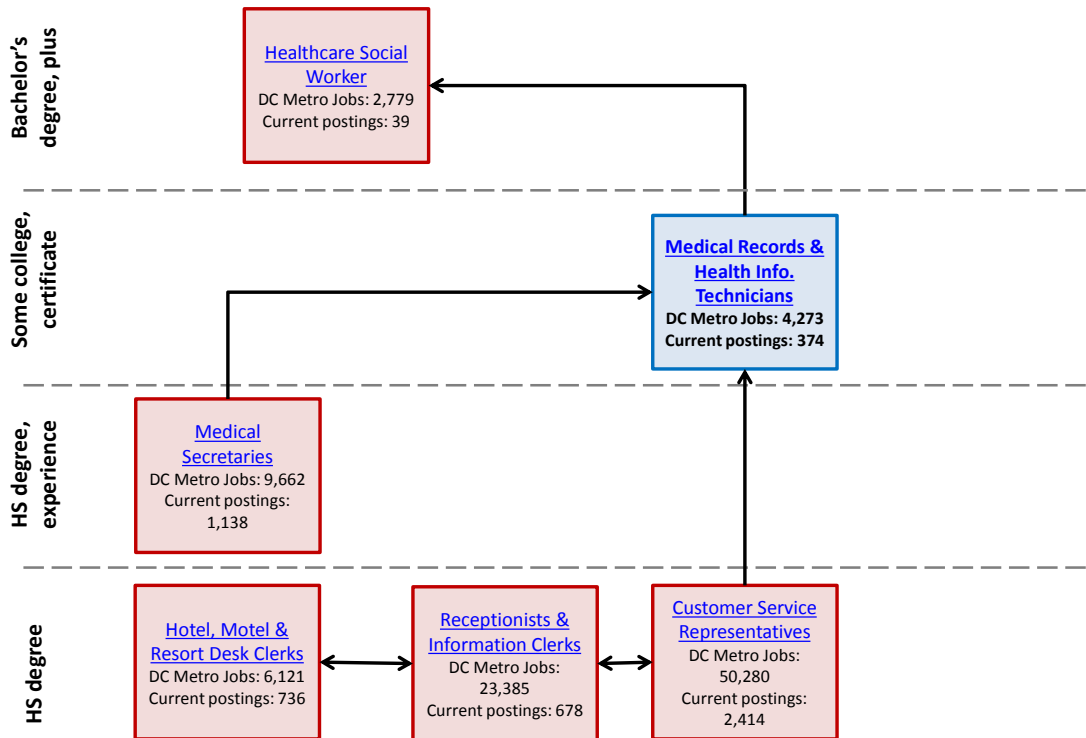 Bachelor's
degree, plus
Healthcare Social
Worker
DC Metro Jobs: 2,779
Current postings: 39
Some college,
certificate
Medical Records &
Health Info.
Technicians
DC Metro Jobs: 4,273
Current postings: 374
HS degree,
experience
Medical
Secretaries
DC Metro Jobs: 9,662
Current postings:
1,138
HS degree
Hotel, Motel &
Resort Desk Clerks
DC Metro Jobs: 6,121
Current postings: 736
Receptionists &
Information Clerks
DC Metro Jobs:
23,385
Current postings: 678
Customer Service
Representatives
DC Metro Jobs:
50,280
Current postings:
2,414